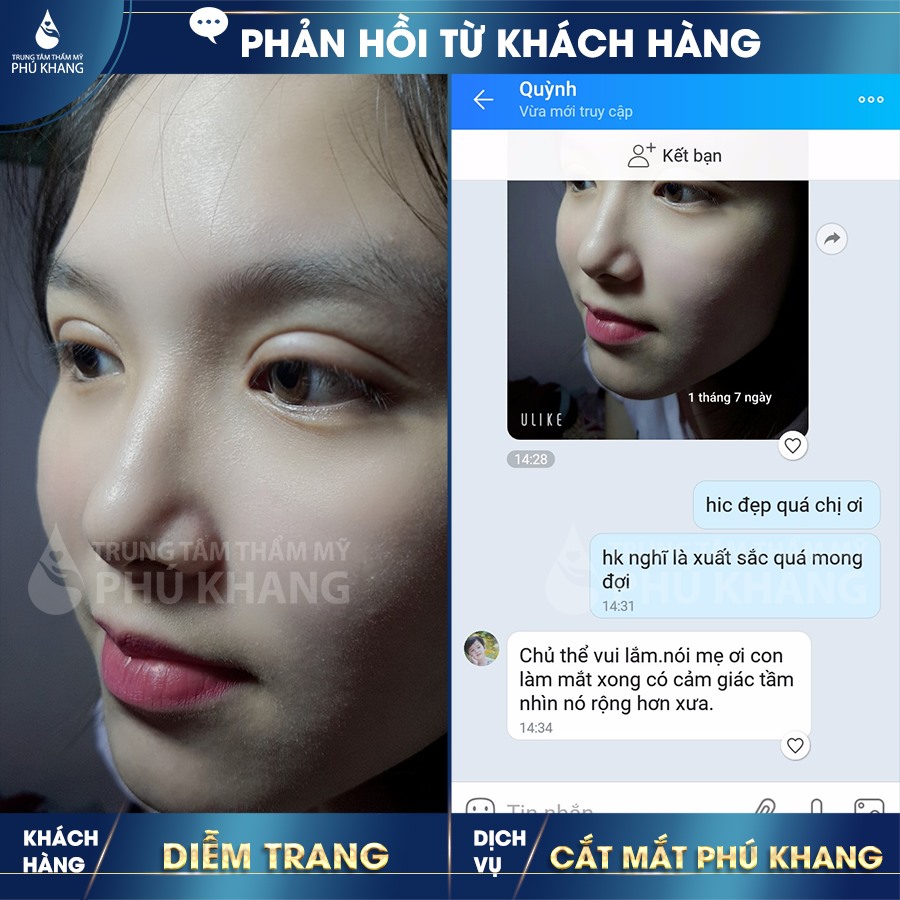 TRUNG TÂM THẨM MỸ
PHÚ KHANG
PHẢN HỒI TỪ KHÁCH HÀNG
Quỳnh
Vừa mới truy cập
Kết bạn
1 tháng 7 ngày
ULIKE
14:28
hic đẹp quá chị ơi
hk nghĩ là xuất sắc quá mong
đợi
14:31
Chủ thể vui lắm.nói mẹ ơi con
làm mắt xong có cảm giác tầm
nhìn nó rộng hơn xưa.
14:34
Tin nhắn
TRUNG TÂM THẨM MỸ
PHÚ KHANG
KHÁCH
HÀNG
DIỄM TRANG
DỊCH
VỤ
CẮT MẮT PHÚ KHANG